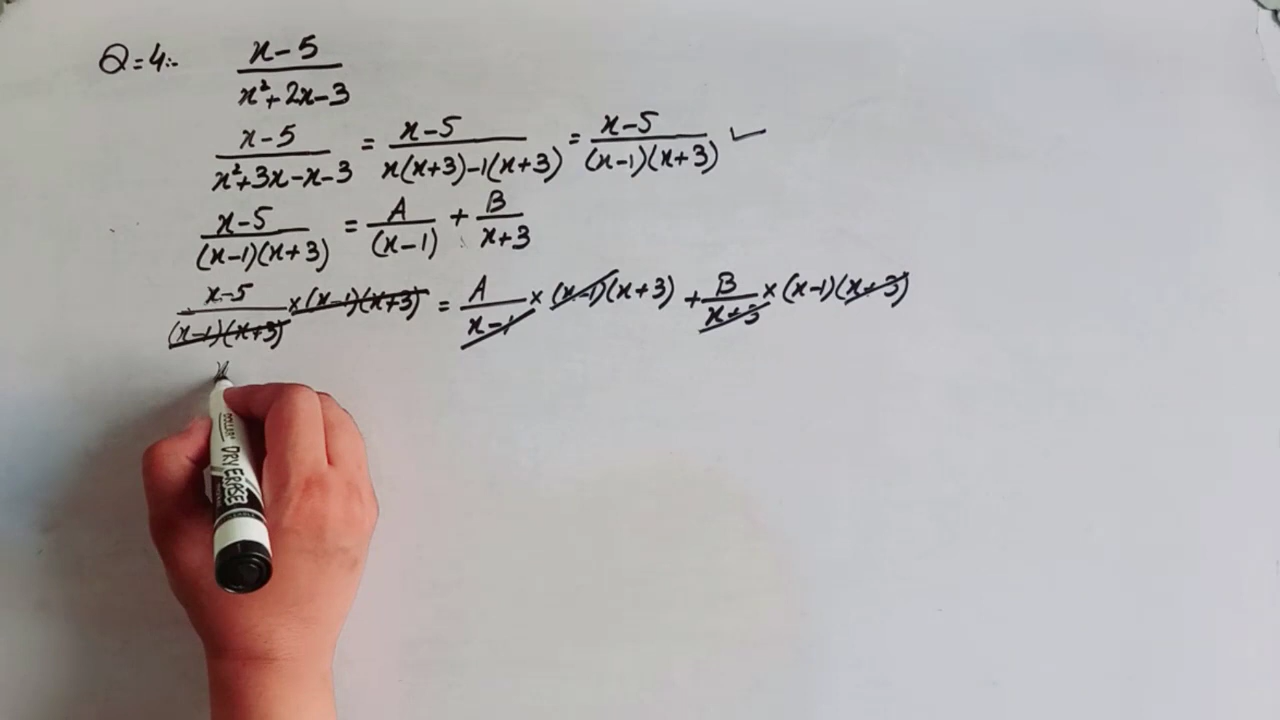 Q=4:- x-5/x²+2x-3
x-5/x²+3x-x-3 = x-5/x(x+3)-1(x+3) = x-5/(x-1)(x+3) ✓
x-5/(x-1)(x+3) = A/(x-1) + B/x+3
x-5/(x-1)(x+3) × (x-1)(x+3) = A/x-1 × (x-1)(x+3) + B/x+3 × (x-1)(x+3)
x
DOLLAR
DRY ERASE